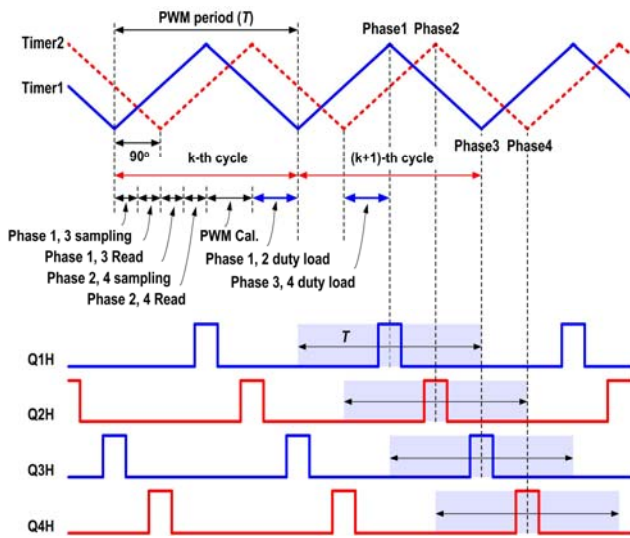 PWM period (T)
Phase1 Phase2
Timer2
Timer1
90°
k-th cycle
(k+1)-th cycle
Phase3 Phase4
Phase 1, 3 sampling
PWM Cal.
Phase 1, 2 duty load
Phase 1, 3 Read
Phase 3, 4 duty load
Phase 2, 4 sampling
Phase 2, 4 Read
Q1H
T
Q2H
Q3H
Q4H